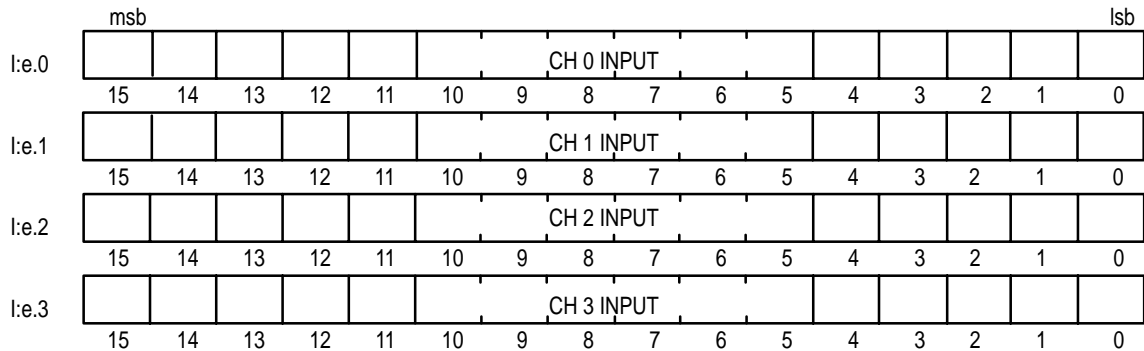 msb lsb
I:e.0 CH 0 INPUT
15 14 13 12 11 10 9 8 7 6 5 4 3 2 1 0
I:e.1 CH 1 INPUT
15 14 13 12 11 10 9 8 7 6 5 4 3 2 1 0
I:e.2 CH 2 INPUT
15 14 13 12 11 10 9 8 7 6 5 4 3 2 1 0
I:e.3 CH 3 INPUT
15 14 13 12 11 10 9 8 7 6 5 4 3 2 1 0